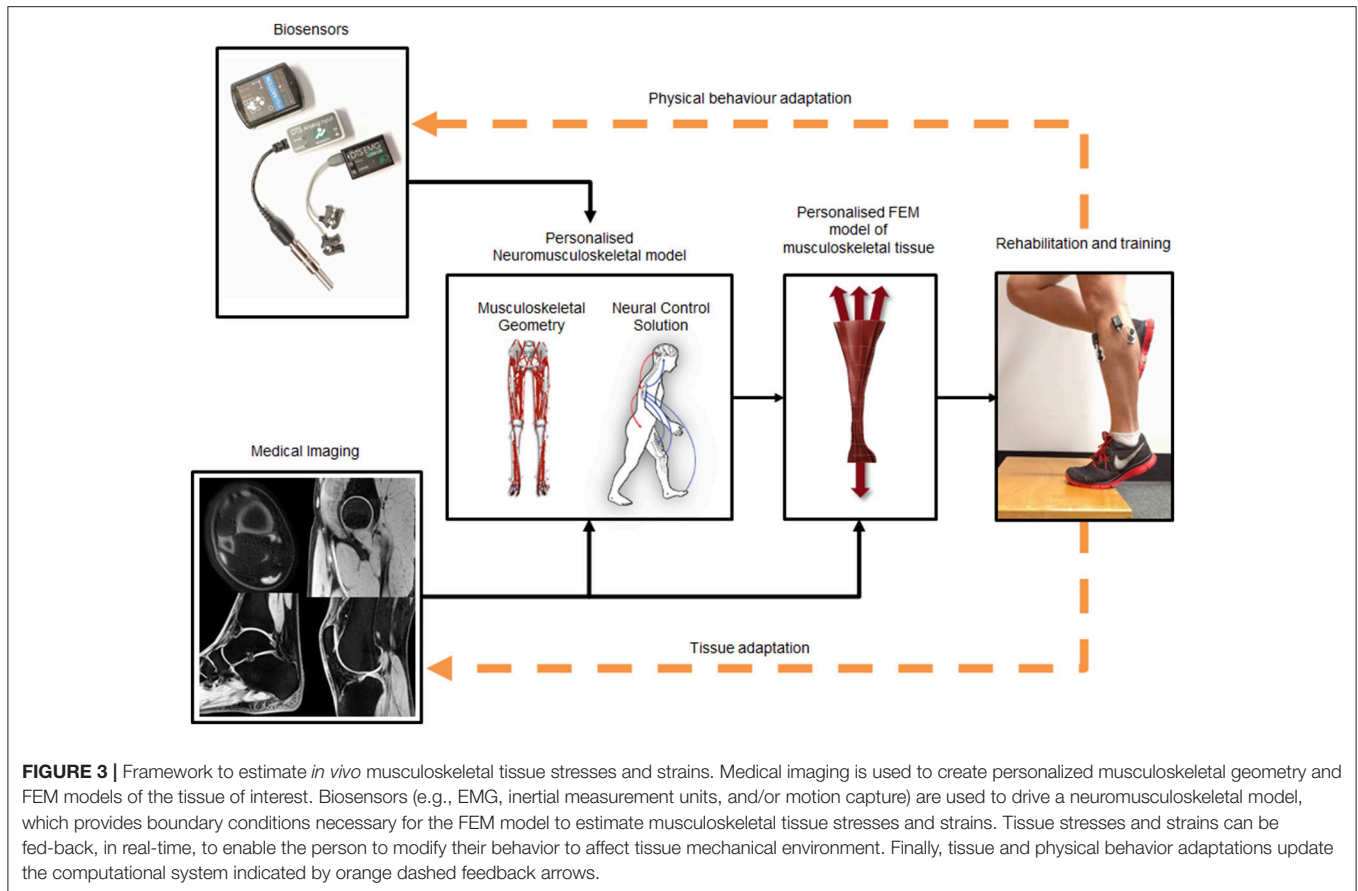 Biosensors
DTS Analog Input
DTS EMG
Physical behaviour adaptation
Personalised
Neuromusculoskeletal model
Musculoskeletal
Geometry
Neural Control
Solution
Personalised FEM
model of
musculoskeletal tissue
Rehabilitation and training
Medical Imaging
Tissue adaptation
FIGURE 3 | Framework to estimate in vivo musculoskeletal tissue stresses and strains. Medical imaging is used to create personalized musculoskeletal geometry and
FEM models of the tissue of interest. Biosensors (e.g., EMG, inertial measurement units, and/or motion capture) are used to drive a neuromusculoskeletal model,
which provides boundary conditions necessary for the FEM model to estimate musculoskeletal tissue stresses and strains. Tissue stresses and strains can be
fed-back, in real-time, to enable the person to modify their behavior to affect tissue mechanical environment. Finally, tissue and physical behavior adaptations update
the computational system indicated by orange dashed feedback arrows.